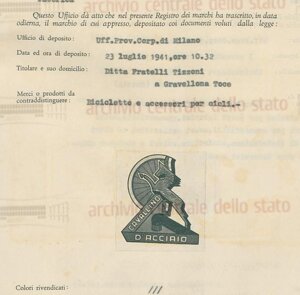 Questo Ufficio dà atto che nel presente Registro dei marchi ha trascritto, in data
odierna, il marchio di cui appresso, depositato coi documenti voluti dalla legge:
Ufficio di deposito: Uff.Prov.Corp.di Milano
Data ed ora di deposito: 23 luglio 1941,ore 10.32
Titolare e suo domicilio: Ditta Fratelli Tizzoni
a Gravellona Toce
Merci o prodotti da
contraddistinguere: Biciclette e accessori per cicli.-
archivio centrale dello stato
CAVALLINO
D'ACCIAIO
archivio centrale dello stato
Colori rivendicati: ///